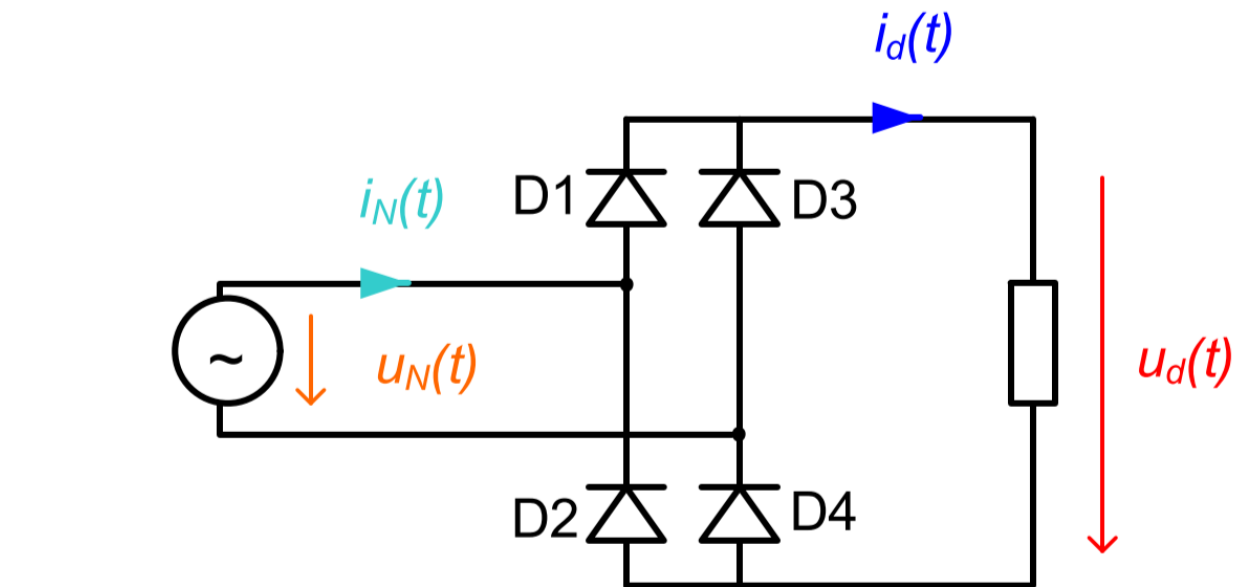 i_d(t)
D1
D3
i_N(t)
~
u_N(t)
u_d(t)
D2
D4